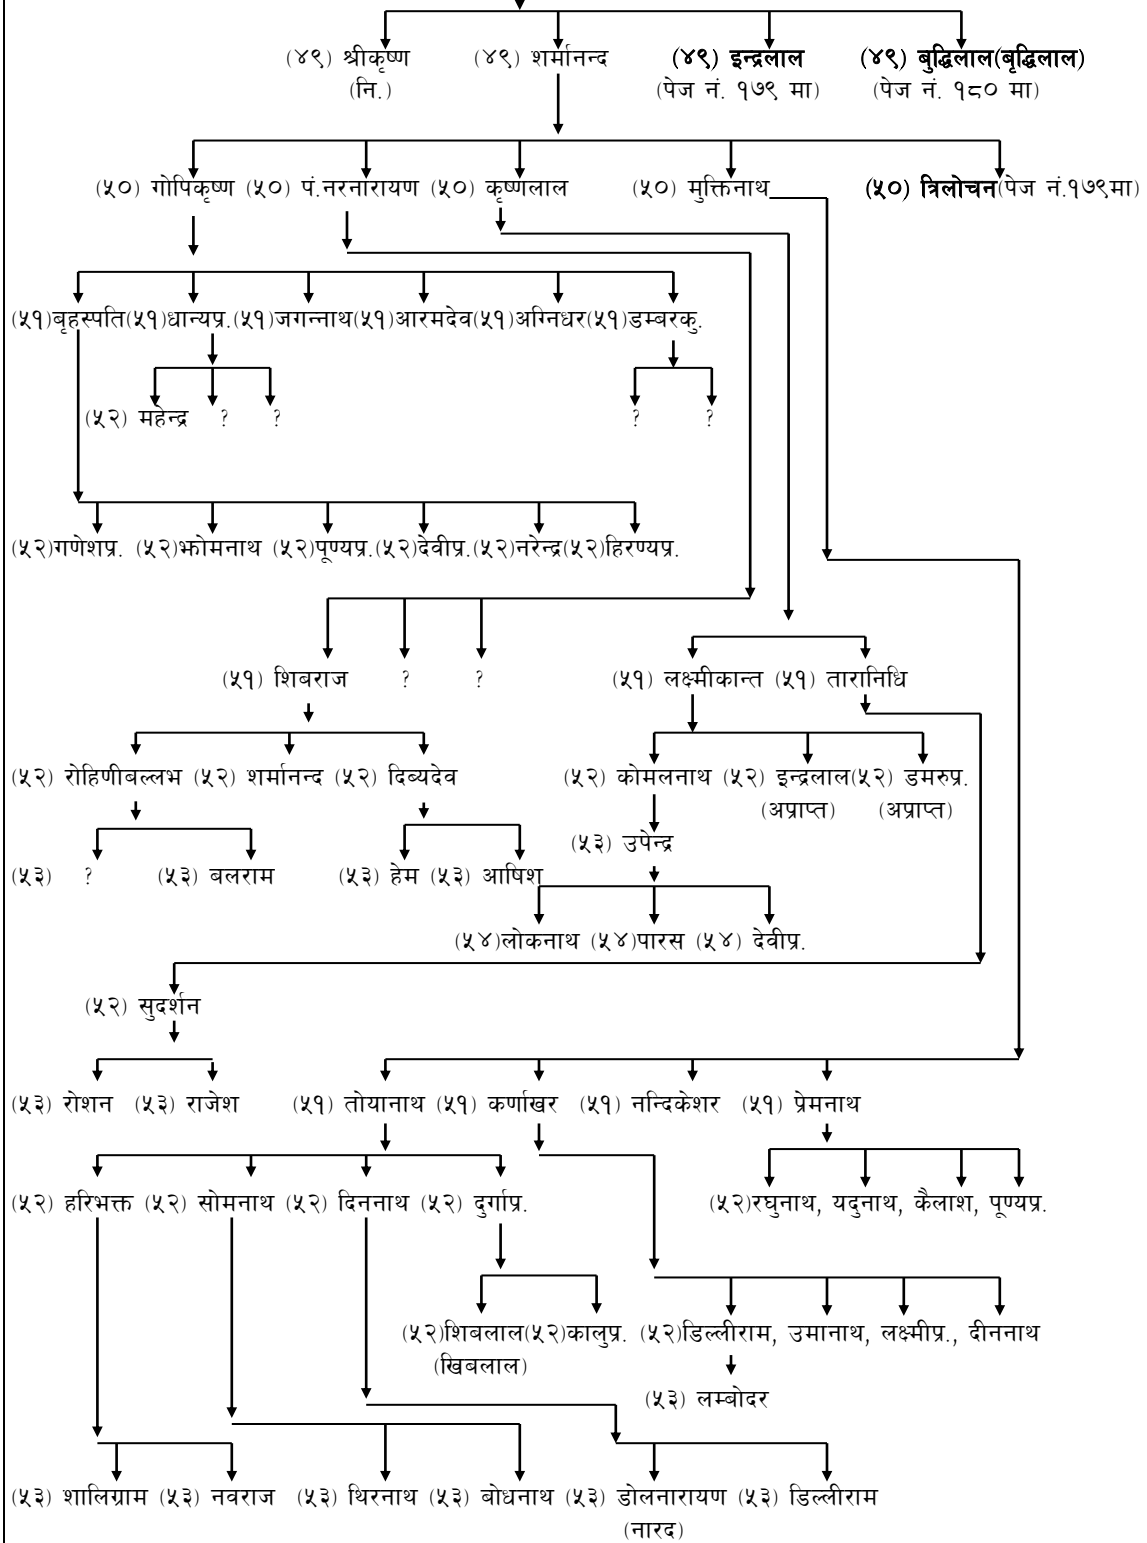 (४९) श्रीकृष्ण (४९) शर्मानन्द (४९) इन्द्रलाल (४९) बुद्धिलाल(बृद्धिलाल)
(नि.) (पेज नं. १७९ मा) (पेज नं. १८० मा)
(५०) गोपिकृष्ण (५०) पं.नरनारायण (५०) कृष्णलाल (५०) मुक्तिनाथ (५०) त्रिलोचन(पेज नं.१७९मा)
(५१)बृहस्पति(५१)धान्यप्र.(५१)जगन्नाथ(५१)आरमदेव(५१)अग्निधर(५१)डम्बरकु.
(५२) महेन्द्र ? ? ? ?
(५२)गणेशप्र. (५२)झोमनाथ (५२)पूण्यप्र.(५२)देवीप्र.(५२)नरेन्द्र(५२)हिरण्यप्र.
(५१) शिबराज ? ? (५१) लक्ष्मीकान्त (५१) तारानिधि
(५२) रोहिणीबल्लभ (५२) शर्मानन्द (५२) दिब्यदेव (५२) कोमलनाथ (५२) इन्द्रलाल(५२) डमरुप्र.
(अप्राप्त) (अप्राप्त)
(५३) उपेन्द्र
(५३) ? (५३) बलराम (५३) हेम (५३) आषिश
(५४)लोकनाथ (५४)पारस (५४) देवीप्र.
(५२) सुदर्शन
(५३) रोशन (५३) राजेश (५१) तोयानाथ (५१) कर्णाखर (५१) नन्दिकेशर (५१) प्रेमनाथ
(५२) हरिभक्त (५२) सोमनाथ (५२) दिननाथ (५२) दुर्गाप्र. (५२)रघुनाथ, यदुनाथ, कैलाश, पूण्यप्र.
(५२)शिबलाल(५२)कालुप्र. (५२)डिल्लीराम, उमानाथ, लक्ष्मीप्र., दीननाथ
(खिबलाल)
(५३) लम्बोदर
(५३) शालिग्राम (५३) नवराज (५३) थिरनाथ (५३) बोधनाथ (५३) डोलनारायण (५३) डिल्लीराम
(नारद)